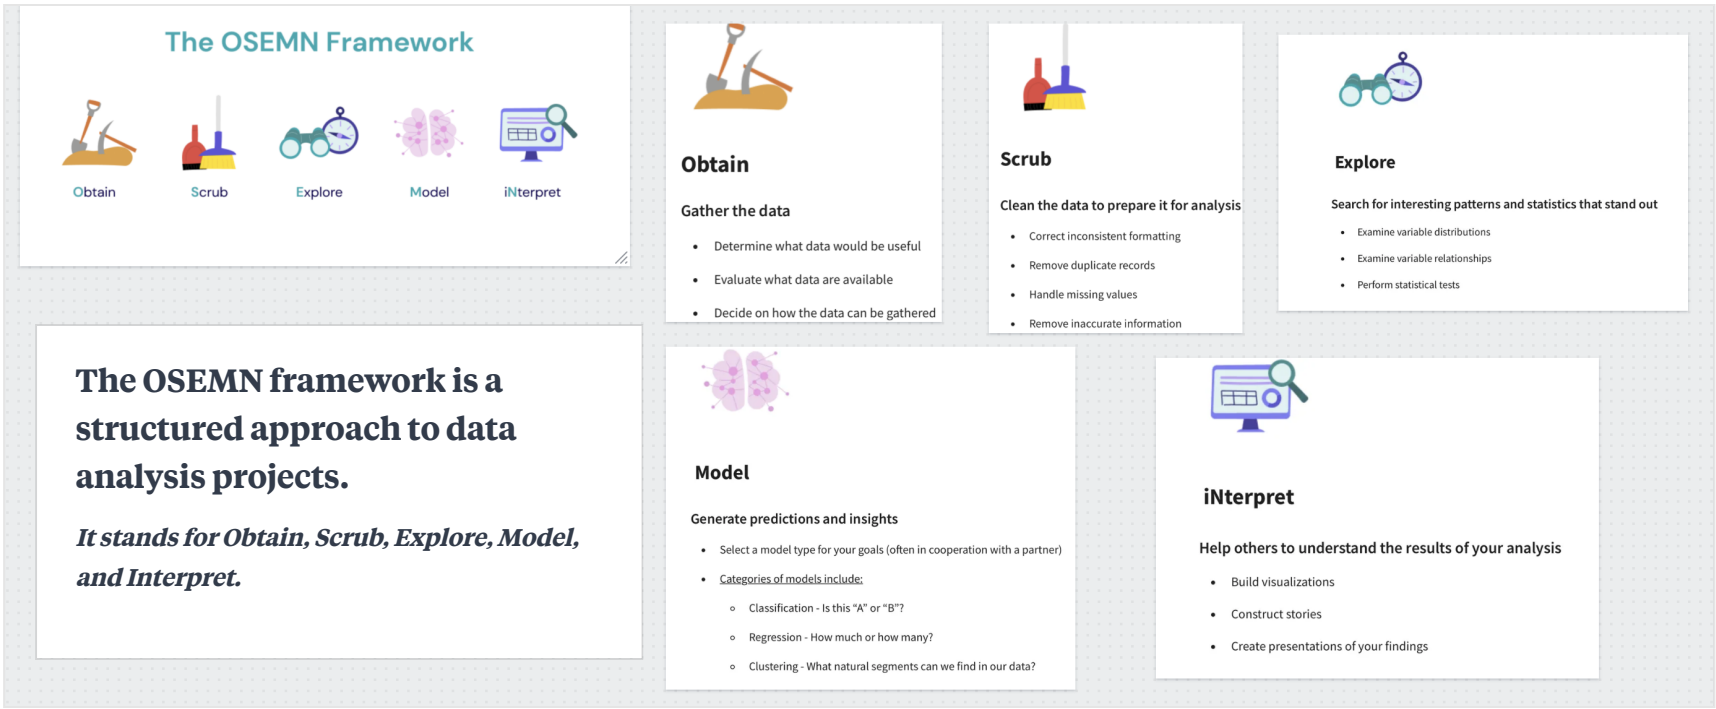 The OSEMN Framework
Obtain
Scrub
Explore
Model
iNterpret
The OSEMN framework is a
structured approach to data
analysis projects.
It stands for Obtain, Scrub, Explore, Model,
and Interpret.
Obtain
Gather the data
• Determine what data would be useful
• Evaluate what data are available
• Decide on how the data can be gathered
Scrub
Clean the data to prepare it for analysis
• Correct inconsistent formatting
• Remove duplicate records
• Handle missing values
• Remove inaccurate information
Explore
Search for interesting patterns and statistics that stand out
• Examine variable distributions
• Examine variable relationships
• Perform statistical tests
Model
Generate predictions and insights
• Select a model type for your goals (often in cooperation with a partner)
• Categories of models include:
○ Classification - Is this “A” or “B”?
○ Regression - How much or how many?
○ Clustering - What natural segments can we find in our data?
iNterpret
Help others to understand the results of your analysis
• Build visualizations
• Construct stories
• Create presentations of your findings